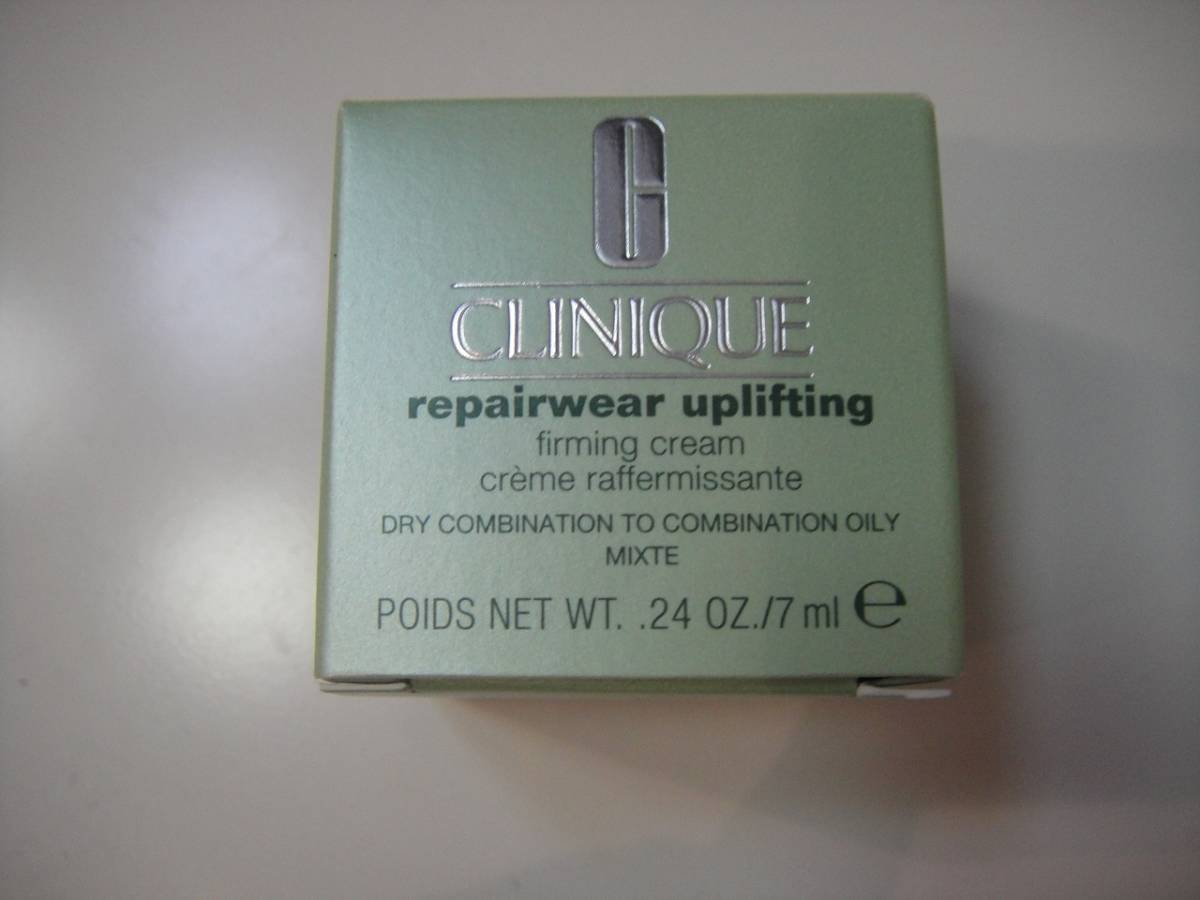 C
CLINIQUE
repairwear uplifting
firming cream
crème raffermissante
DRY COMBINATION TO COMBINATION OILY
MIXTE
POIDS NET WT. .24 OZ./7 ml ℮